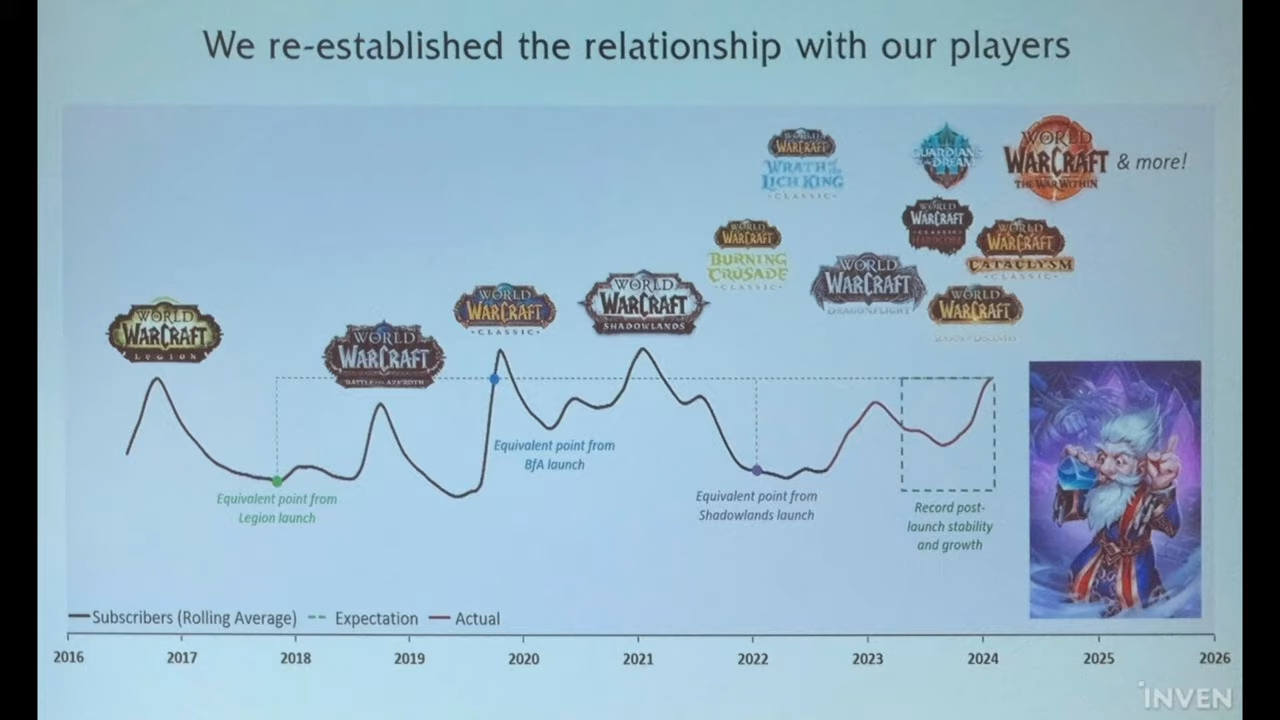 We re-established the relationship with our players
WORLD
WARCRAFT
WRATH OF THE
LICH KING
CLASSIC
GUARDIANS
OF THE DREAM
WORLD
WARCRAFT
THE WAR WITHIN
& more!
WORLD
WARCRAFT
CLASSIC
HARDCORE
WORLD
WARCRAFT
BURNING
CRUSADE
CLASSIC
WORLD
WARCRAFT
CATACLYSM
CLASSIC
WORLD
WARCRAFT
DRAGONFLIGHT
WORLD
WARCRAFT
LEGION
WORLD
WARCRAFT
BATTLE FOR AZEROTH
WORLD
WARCRAFT
CLASSIC
WORLD
WARCRAFT
SHADOWLANDS
WORLD
WARCRAFT
SEASON OF DISCOVERY
Equivalent point from
Legion launch
Equivalent point from
BfA launch
Equivalent point from
Shadowlands launch
Record post-
launch stability
and growth
Subscribers (Rolling Average)
Expectation
Actual
2016
2017
2018
2019
2020
2021
2022
2023
2024
2025
2026
INVEN